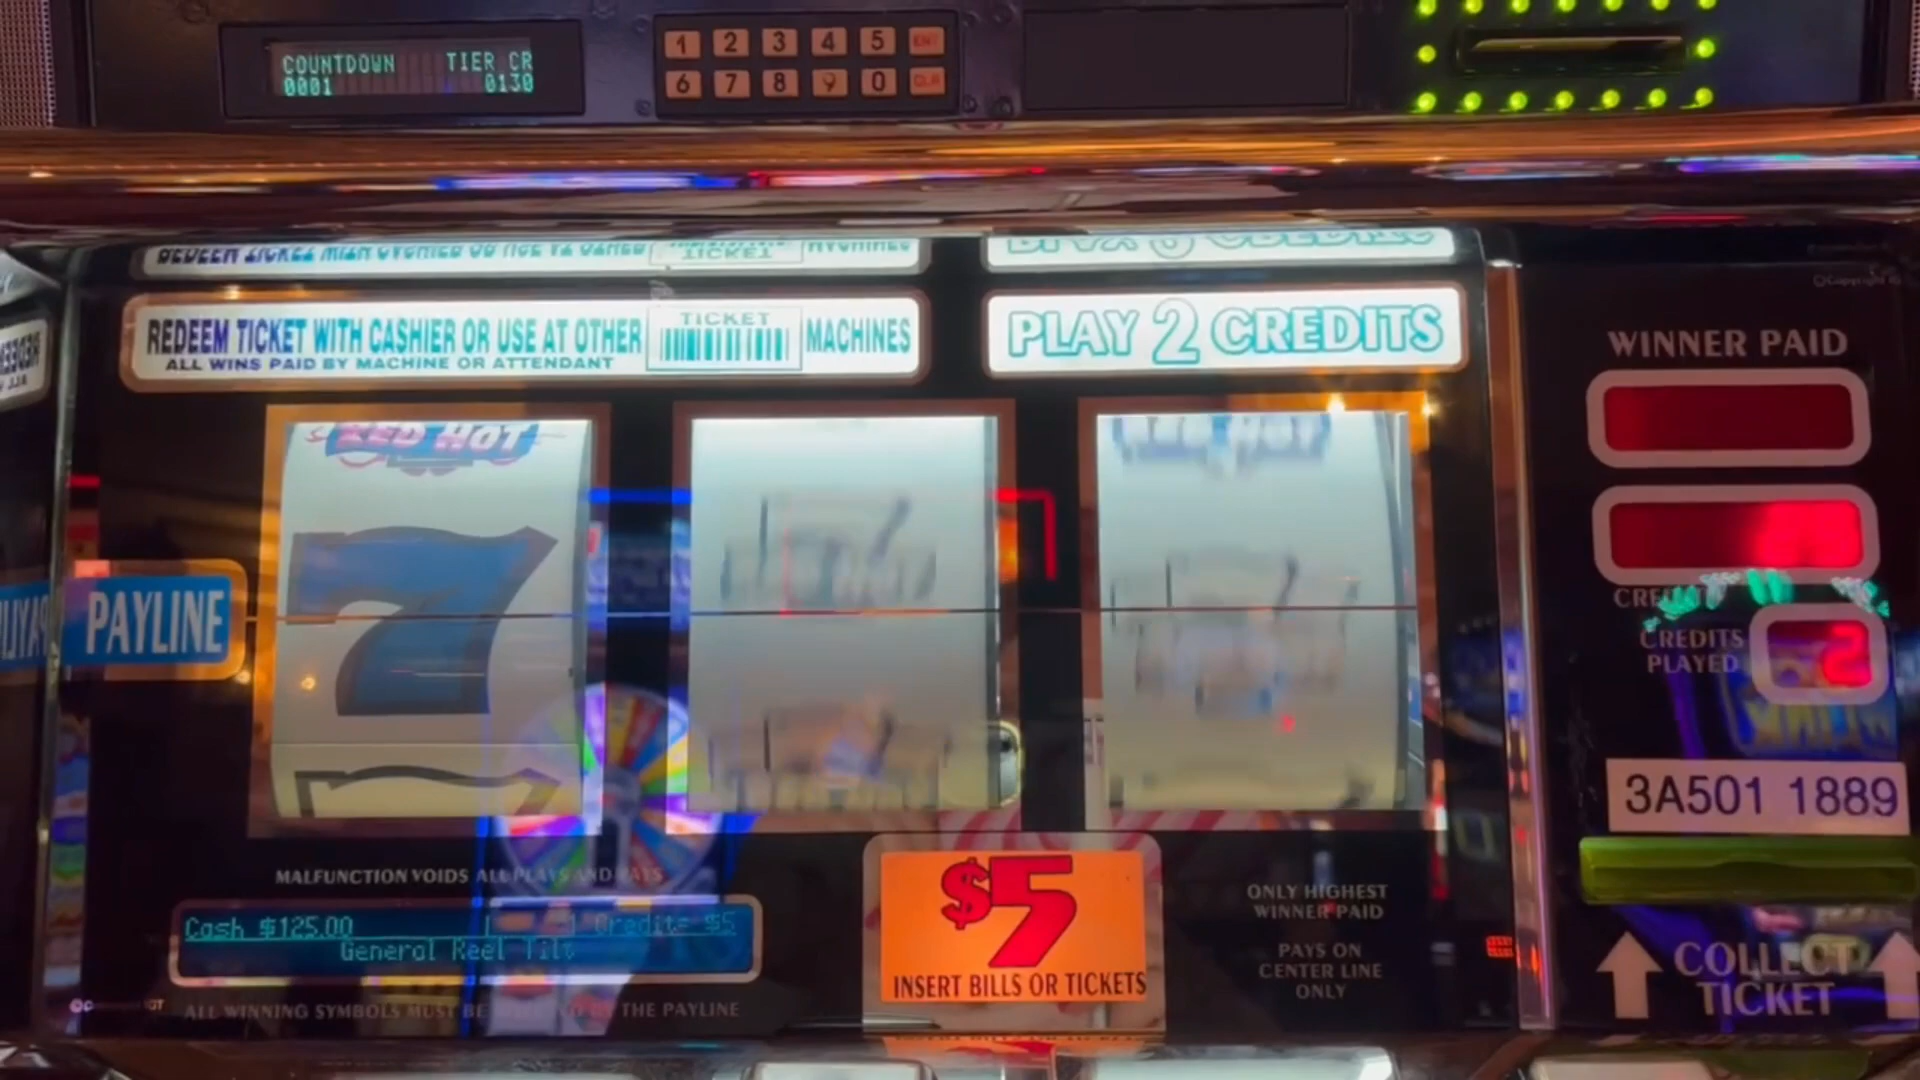 COUNTDOWN TIER CR
0001 0130
1 2 3 4 5 ENT
6 7 8 9 0 CLR
REDEEM TICKET WITH CASHIER OR USE AT OTHER TICKET MACHINES
ALL WINS PAID BY MACHINE OR ATTENDANT
PLAY 2 CREDITS
WINNER PAID
RED HOT
7
PAYLINE
CREDITS
PLAYED
2
3A501 1889
MALFUNCTION VOIDS ALL PLAYS AND PAYS
Cash $125.00 Credit= $5
General Reel Tilt
$5
INSERT BILLS OR TICKETS
ONLY HIGHEST
WINNER PAID
PAYS ON
CENTER LINE
ONLY
COLLECT
TICKET
ALL WINNING SYMBOLS MUST BE THE PAYLINE